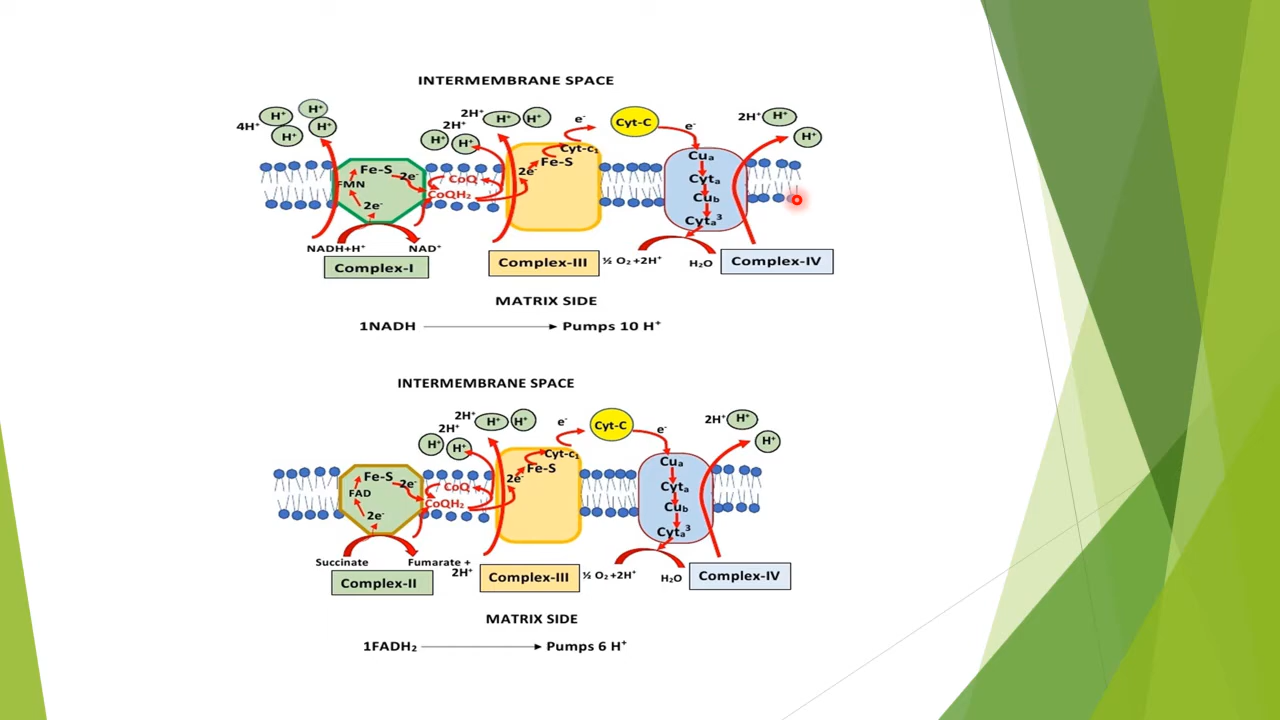 INTERMEMBRANE SPACE
4H⁺ H⁺ H⁺ H⁺ H⁺
2H⁺ H⁺ H⁺
2H⁺ H⁺ H⁺
e⁻ Cyt-C e⁻
2H⁺ H⁺ H⁺
Fe-S 2e⁻
FMN
2e⁻
CoQ
CoQH₂
2e⁻ Fe-S Cyt-c₁
Cuₐ
Cytₐ
Cu_b
Cytₐ³
NADH+H⁺ NAD⁺
½ O₂ +2H⁺ H₂O
Complex-I Complex-III Complex-IV
MATRIX SIDE
1NADH Pumps 10 H⁺
INTERMEMBRANE SPACE
2H⁺ H⁺ H⁺
2H⁺ H⁺ H⁺
e⁻ Cyt-C e⁻
2H⁺ H⁺ H⁺
Fe-S 2e⁻
FAD
2e⁻
CoQ
CoQH₂
2e⁻ Fe-S Cyt-c₁
Cuₐ
Cytₐ
Cu_b
Cytₐ³
Succinate Fumarate +
2H⁺
½ O₂ +2H⁺ H₂O
Complex-II Complex-III Complex-IV
MATRIX SIDE
1FADH₂ Pumps 6 H⁺